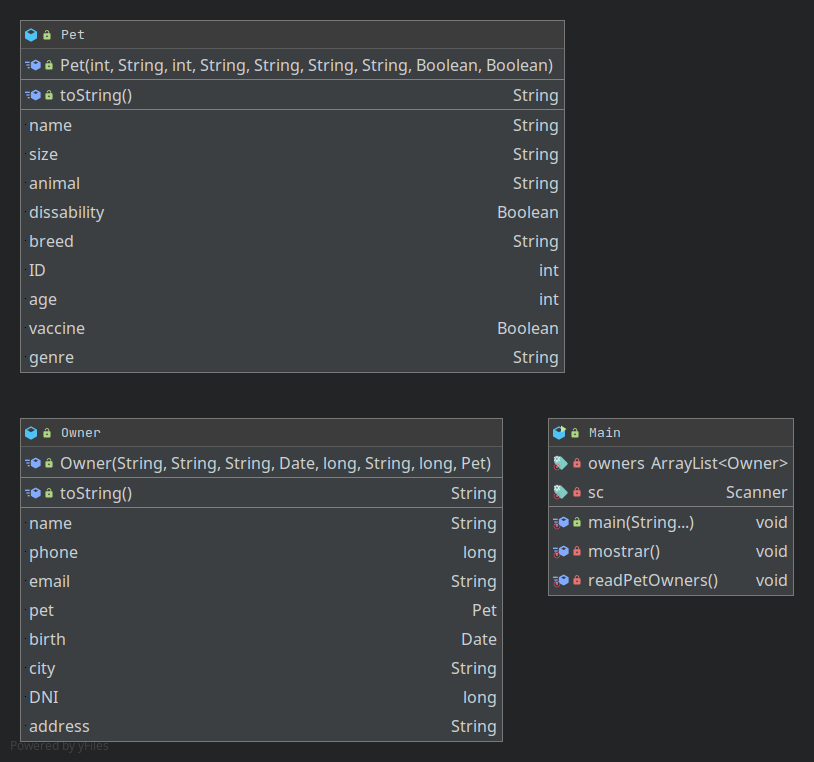 Pet
Pet(int, String, int, String, String, String, String, Boolean, Boolean)
toString() String
name String
size String
animal String
dissability Boolean
breed String
ID int
age int
vaccine Boolean
genre String
Owner
Owner(String, String, String, Date, long, String, long, Pet)
toString() String
name String
phone long
email String
pet Pet
birth Date
city String
DNI long
address String
Main
owners ArrayList<Owner>
sc Scanner
main(String...) void
mostrar() void
readPetOwners() void
Powered by yFiles